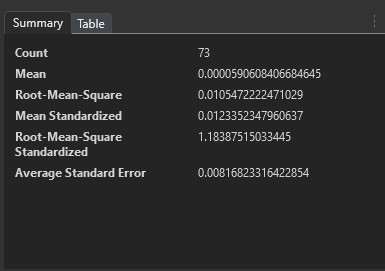 Summary Table
Count 73
Mean 0.0000590608406684645
Root-Mean-Square 0.0105472222471029
Mean Standardized 0.0123352347960637
Root-Mean-Square 1.18387515033445
Standardized
Average Standard Error 0.00816823316422854